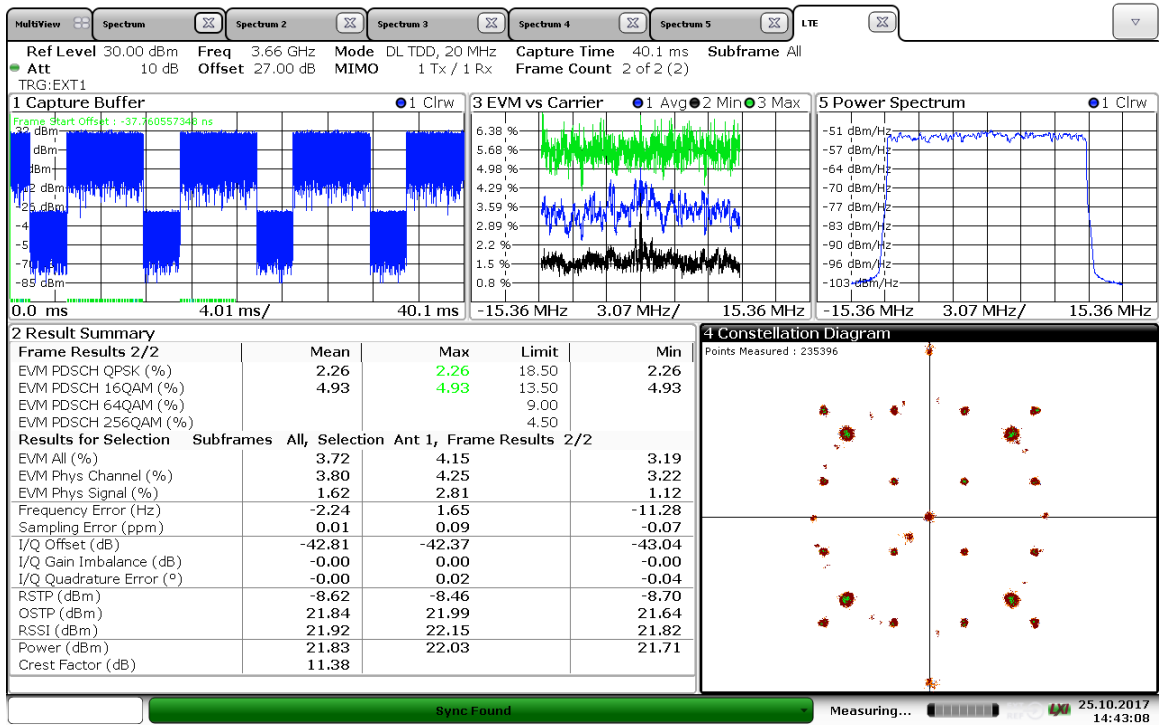 MultiView Spectrum Spectrum 2 Spectrum 3 Spectrum 4 Spectrum 5 LTE
Ref Level 30.00 dBm Freq 3.66 GHz Mode DL TDD, 20 MHz Capture Time 40.1 ms Subframe All
Att 10 dB Offset 27.00 dB MIMO 1 Tx / 1 Rx Frame Count 2 of 2 (2)
TRG:EXT1
1 Capture Buffer 1 Clrw
Frame Start Offset : -37.760557348 ns
-85 dBm
0.0 ms 4.01 ms/ 40.1 ms
3 EVM vs Carrier 1 Avg 2 Min 3 Max
6.38 %
5.68 %
4.98 %
4.29 %
3.59 %
2.89 %
2.2 %
1.5 %
0.8 %
-15.36 MHz 3.07 MHz/ 15.36 MHz
5 Power Spectrum 1 Clrw
-51 dBm/Hz
-57 dBm/Hz
-64 dBm/Hz
-70 dBm/Hz
-77 dBm/Hz
-83 dBm/Hz
-90 dBm/Hz
-96 dBm/Hz
-103 dBm/Hz
-15.36 MHz 3.07 MHz/ 15.36 MHz
2 Result Summary
Frame Results 2/2 Mean Max Limit Min
EVM PDSCH QPSK (%) 2.26 2.26 18.50 2.26
EVM PDSCH 16QAM (%) 4.93 4.93 13.50 4.93
EVM PDSCH 64QAM (%) 9.00
EVM PDSCH 256QAM (%) 4.50
Results for Selection Subframes All, Selection Ant 1, Frame Results 2/2
EVM All (%) 3.72 4.15 3.19
EVM Phys Channel (%) 3.80 4.25 3.22
EVM Phys Signal (%) 1.62 2.81 1.12
Frequency Error (Hz) -2.24 1.65 -11.28
Sampling Error (ppm) 0.01 0.09 -0.07
I/Q Offset (dB) -42.81 -42.37 -43.04
I/Q Gain Imbalance (dB) -0.00 0.00 -0.00
I/Q Quadrature Error (°) -0.00 0.02 -0.04
RSTP (dBm) -8.62 -8.46 -8.70
OSTP (dBm) 21.84 21.99 21.64
RSSI (dBm) 21.92 22.15 21.82
Power (dBm) 21.83 22.03 21.71
Crest Factor (dB) 11.38
4 Constellation Diagram
Points Measured : 235396
Sync Found
Measuring...
LXI
25.10.2017
14:43:08